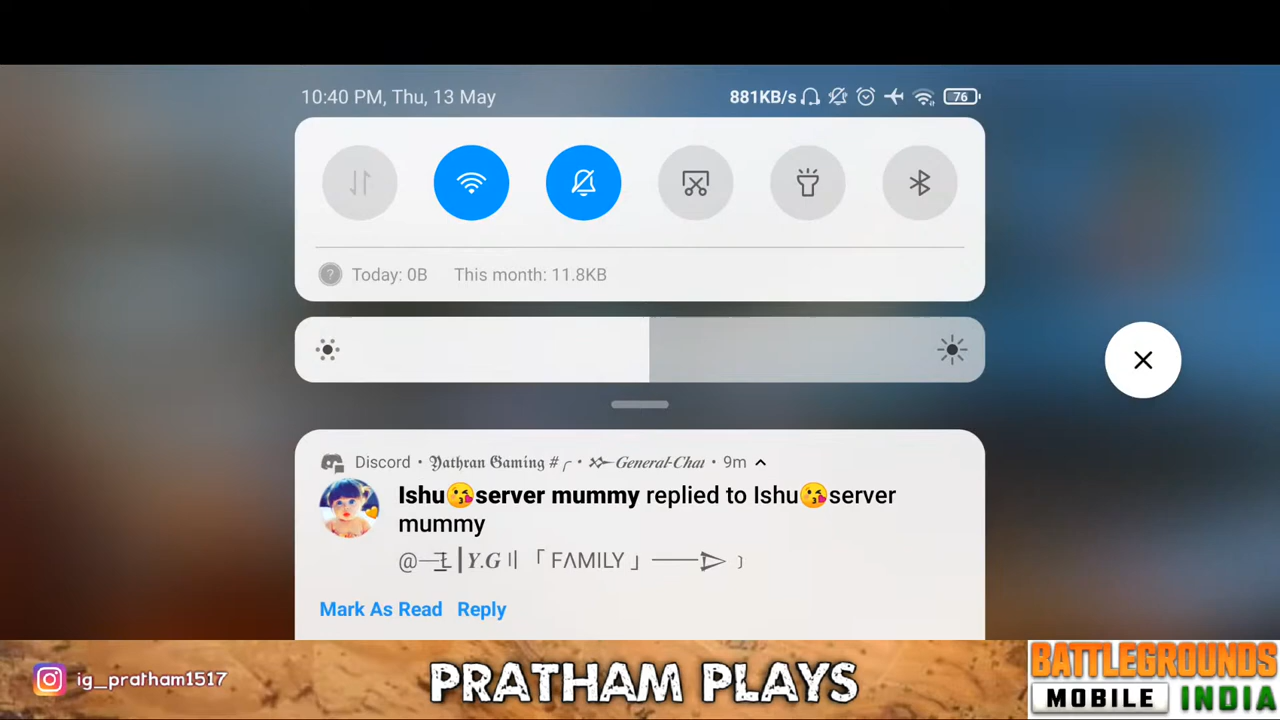 10:40 PM, Thu, 13 May 881KB/s 76
Today: 0B This month: 11.8KB
Discord • 𝔜𝔞𝔱𝔥𝔯𝔞𝔫 𝔊𝔞𝔪𝔦𝔫𝔤 #╭・𝐺𝑒𝑛𝑒𝑟𝑎𝑙-𝐶ℎ𝑎𝑡 • 9m
Ishu😘server mummy replied to Ishu😘server
mummy
𝒀.𝑮〢「 FΛMILY 」
Mark As Read Reply
ig_pratham1517
PRATHAM PLAYS
BATTLEGROUNDS
MOBILE INDIA